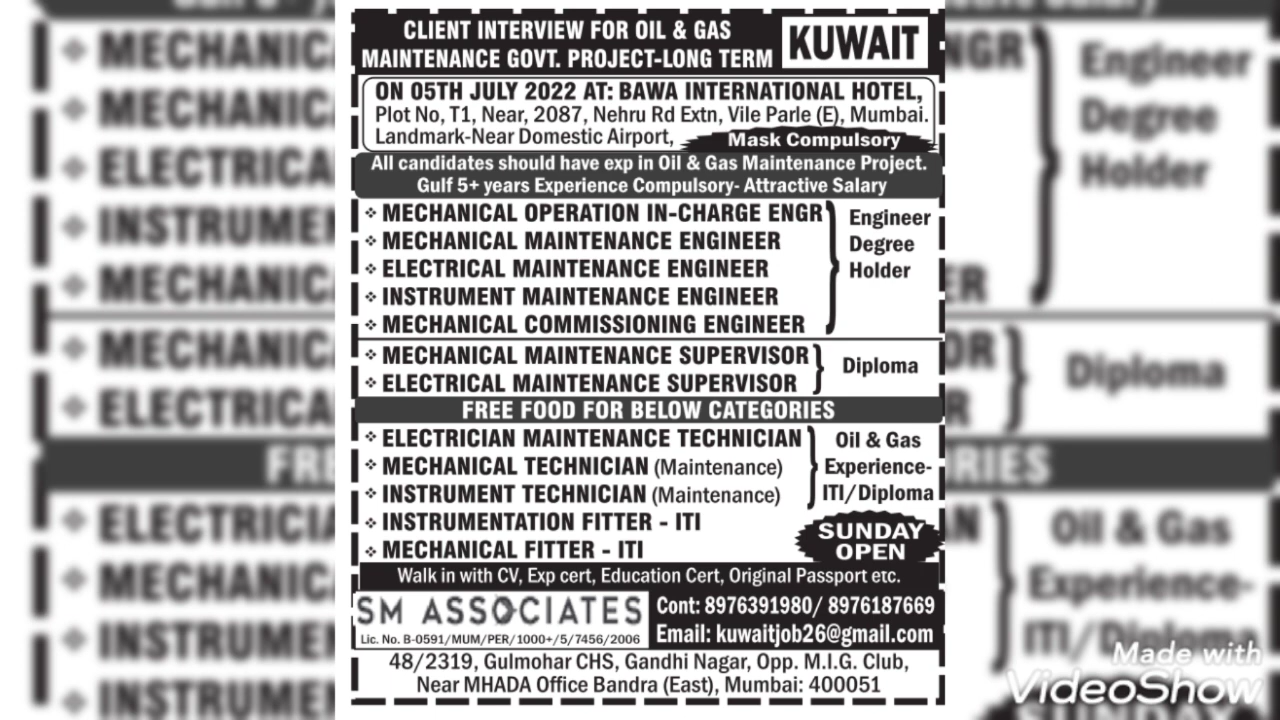 CLIENT INTERVIEW FOR OIL & GAS
MAINTENANCE GOVT. PROJECT-LONG TERM
KUWAIT
ON 05TH JULY 2022 AT: BAWA INTERNATIONAL HOTEL,
Plot No, T1, Near, 2087, Nehru Rd Extn, Vile Parle (E), Mumbai.
Landmark-Near Domestic Airport,
Mask Compulsory
All candidates should have exp in Oil & Gas Maintenance Project.
Gulf 5+ years Experience Compulsory- Attractive Salary
❖ MECHANICAL OPERATION IN-CHARGE ENGR
❖ MECHANICAL MAINTENANCE ENGINEER
❖ ELECTRICAL MAINTENANCE ENGINEER
❖ INSTRUMENT MAINTENANCE ENGINEER
❖ MECHANICAL COMMISSIONING ENGINEER
Engineer
Degree
Holder
❖ MECHANICAL MAINTENANCE SUPERVISOR
❖ ELECTRICAL MAINTENANCE SUPERVISOR
Diploma
FREE FOOD FOR BELOW CATEGORIES
❖ ELECTRICIAN MAINTENANCE TECHNICIAN
❖ MECHANICAL TECHNICIAN (Maintenance)
❖ INSTRUMENT TECHNICIAN (Maintenance)
Oil & Gas
Experience-
ITI/Diploma
❖ INSTRUMENTATION FITTER - ITI
❖ MECHANICAL FITTER - ITI
SUNDAY
OPEN
Walk in with CV, Exp cert, Education Cert, Original Passport etc.
SM ASSOCIATES
Lic. No. B-0591/MUM/PER/1000+/5/7456/2006
Cont: 8976391980/ 8976187669
Email: kuwaitjob26@gmail.com
48/2319, Gulmohar CHS, Gandhi Nagar, Opp. M.I.G. Club,
Near MHADA Office Bandra (East), Mumbai: 400051
Made with
VideoShow